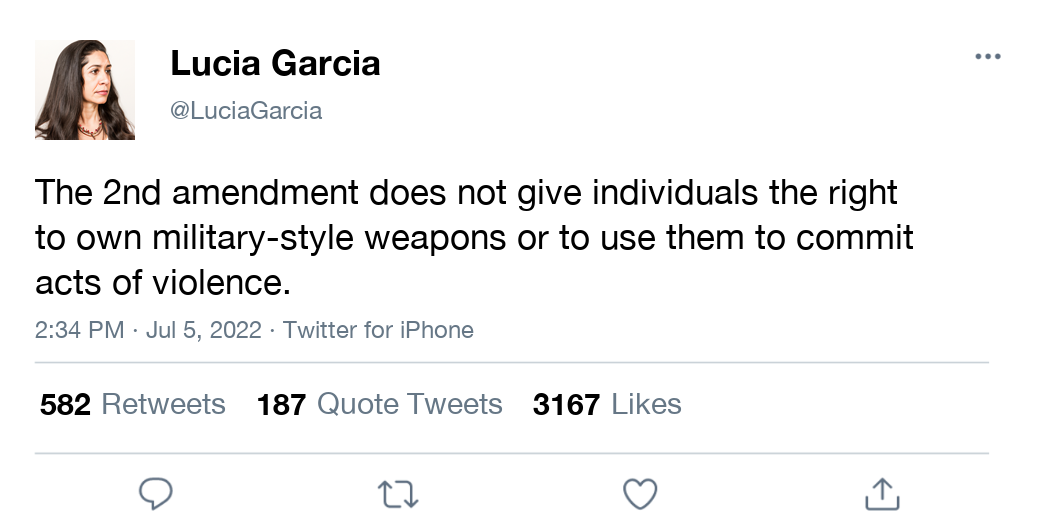 Lucia Garcia
@LuciaGarcia
The 2nd amendment does not give individuals the right
to own military-style weapons or to use them to commit
acts of violence.
2:34 PM · Jul 5, 2022 · Twitter for iPhone
582 Retweets 187 Quote Tweets 3167 Likes